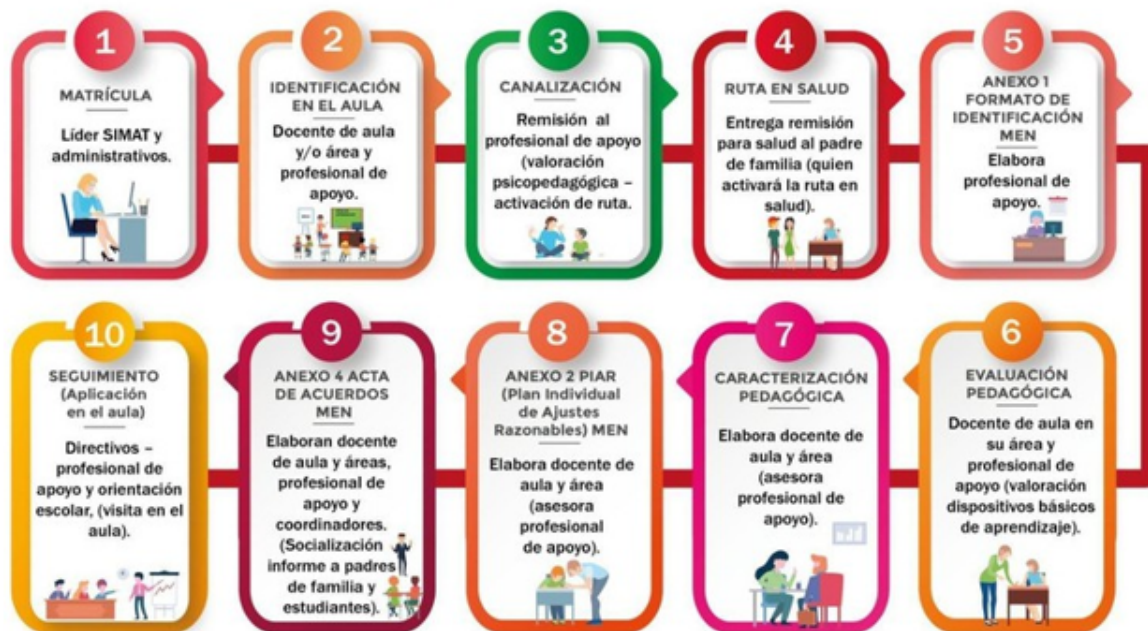 1
MATRÍCULA
Líder SIMAT y
administrativos.
2
IDENTIFICACIÓN
EN EL AULA
Docente de aula
y/o área y
profesional de
apoyo.
3
CANALIZACIÓN
Remisión al
profesional de apoyo
(valoración
psicopedagógica –
activación de ruta.
4
RUTA EN SALUD
Entrega remisión
para salud al padre
de familia (quien
activará la ruta en
salud).
5
ANEXO 1
FORMATO DE
IDENTIFICACIÓN
MEN
Elabora
profesional de
apoyo.
6
EVALUACIÓN
PEDAGÓGICA
Docente de aula en
su área y
profesional de
apoyo (valoración
dispositivos básicos
de aprendizaje).
7
CARACTERIZACIÓN
PEDAGÓGICA
Elabora docente de
aula y área
(asesora
profesional de
apoyo).
8
ANEXO 2 PIAR
(Plan Individual
de Ajustes
Razonables) MEN
Elabora docente de
aula y área
(asesora
profesional
de apoyo).
9
ANEXO 4 ACTA
DE ACUERDOS
MEN
Elaboran docente
de aula y áreas,
profesional de
apoyo y
coordinadores.
(Socialización
informe a padres
de familia y
estudiantes).
10
SEGUIMIENTO
(Aplicación
en el aula)
Directivos –
profesional de
apoyo y orientación
escolar, (visita en el
aula).